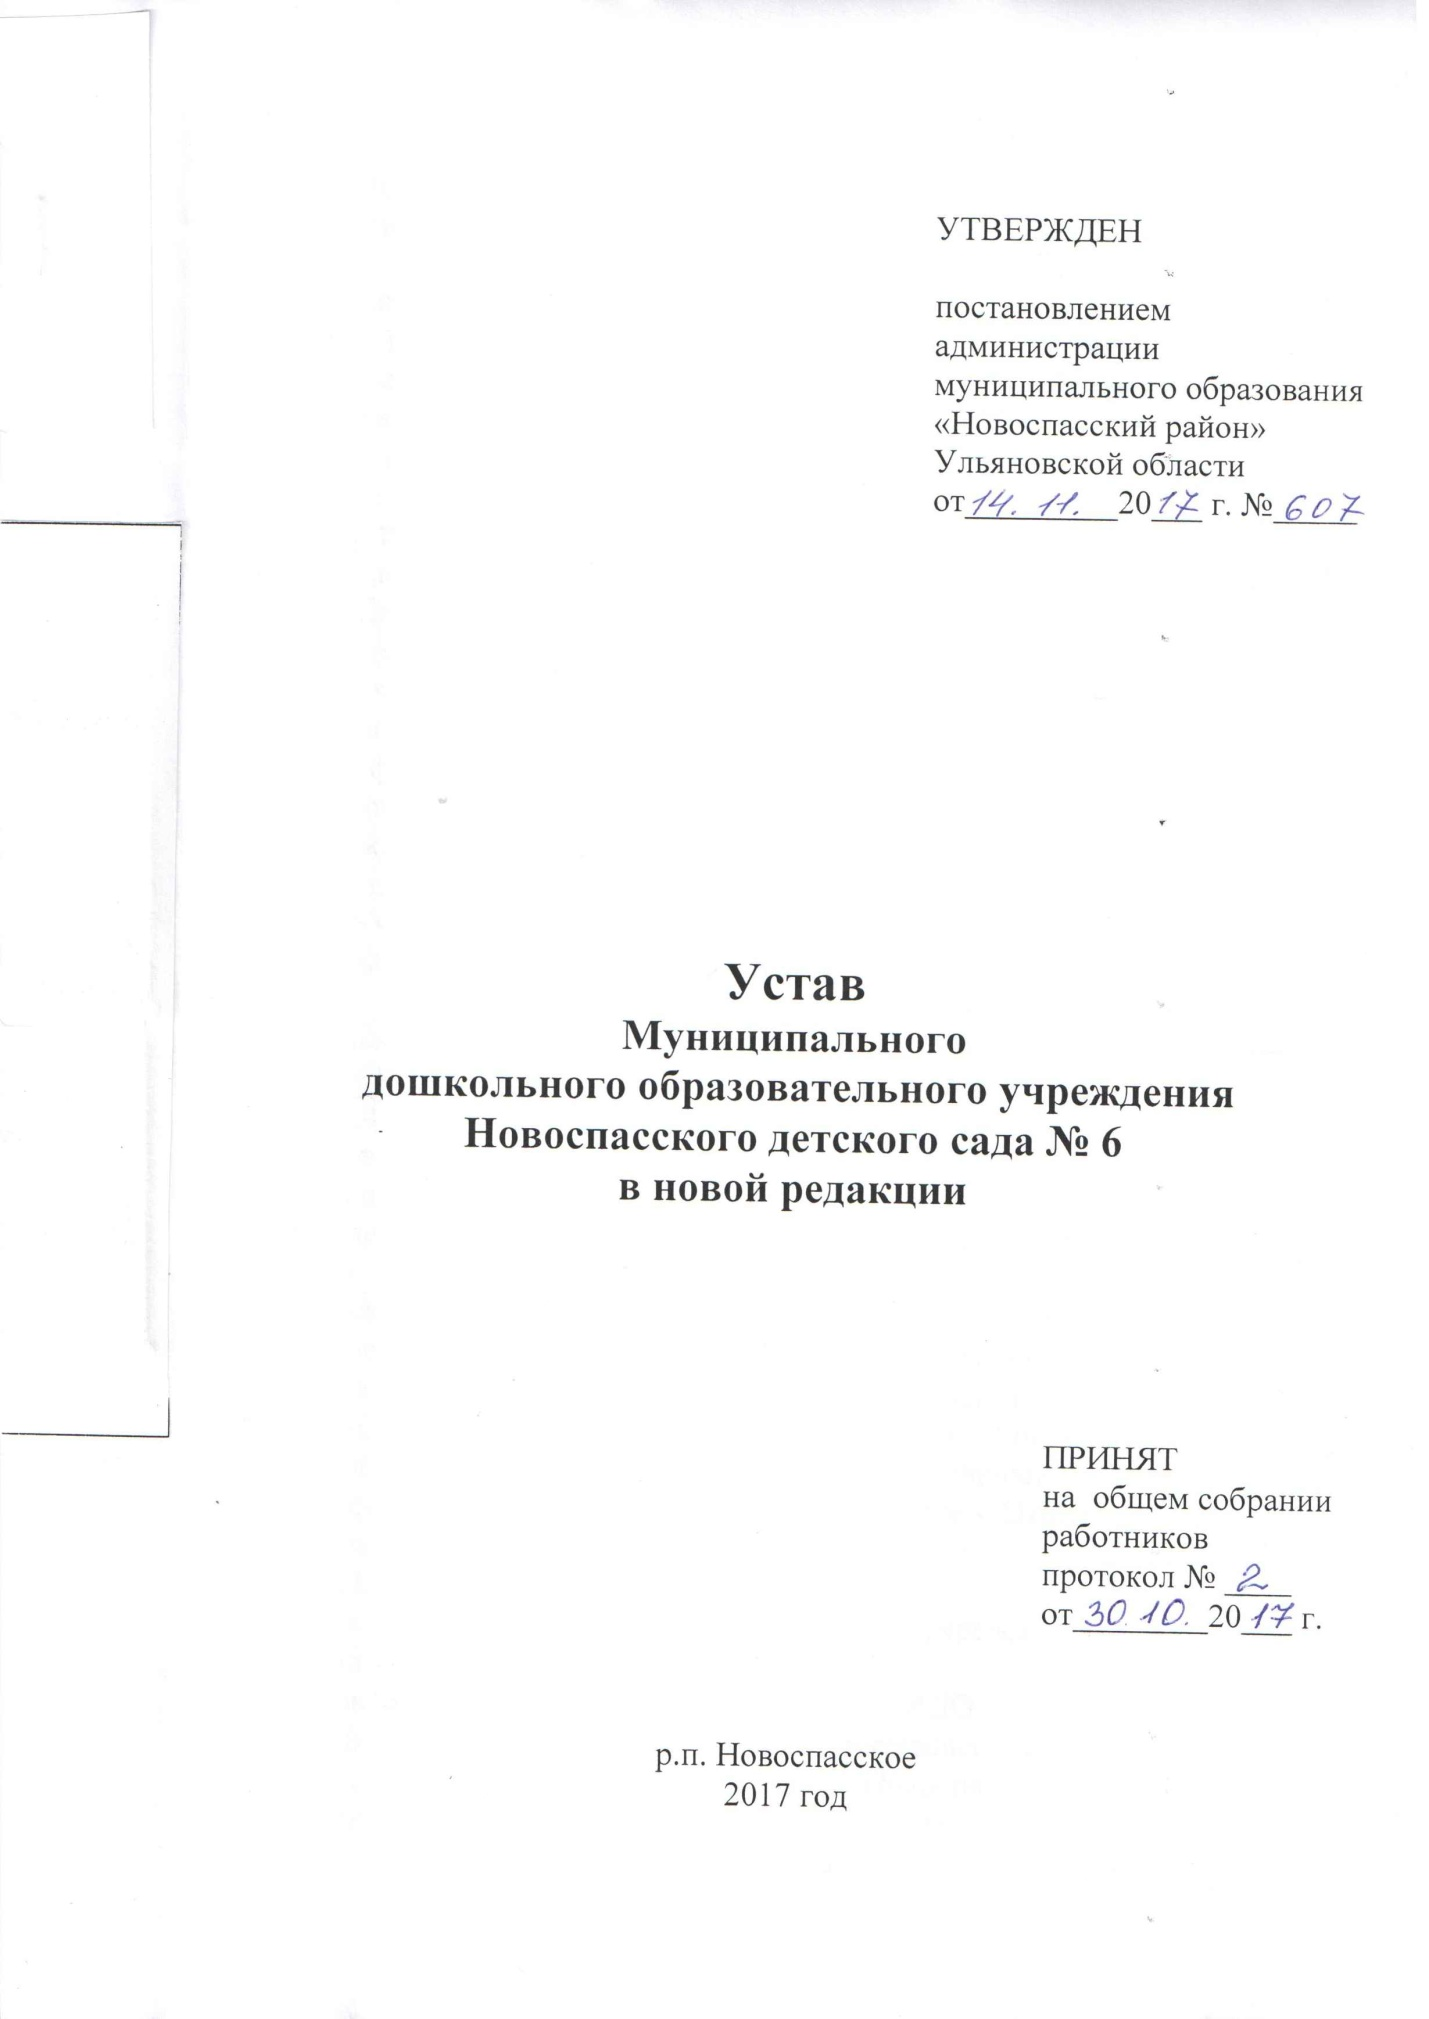 УТВЕРЖДЕН
постановлением
администрации
муниципального образования
«Новоспасский район»
Ульяновской области
от 14. 11. 2017 г. № 607
Устав
Муниципального
дошкольного образовательного учреждения
Новоспасского детского сада № 6
в новой редакции
ПРИНЯТ
на общем собрании
работников
протокол № 2
от 30. 10. 2017 г.
р.п. Новоспасское
2017 год